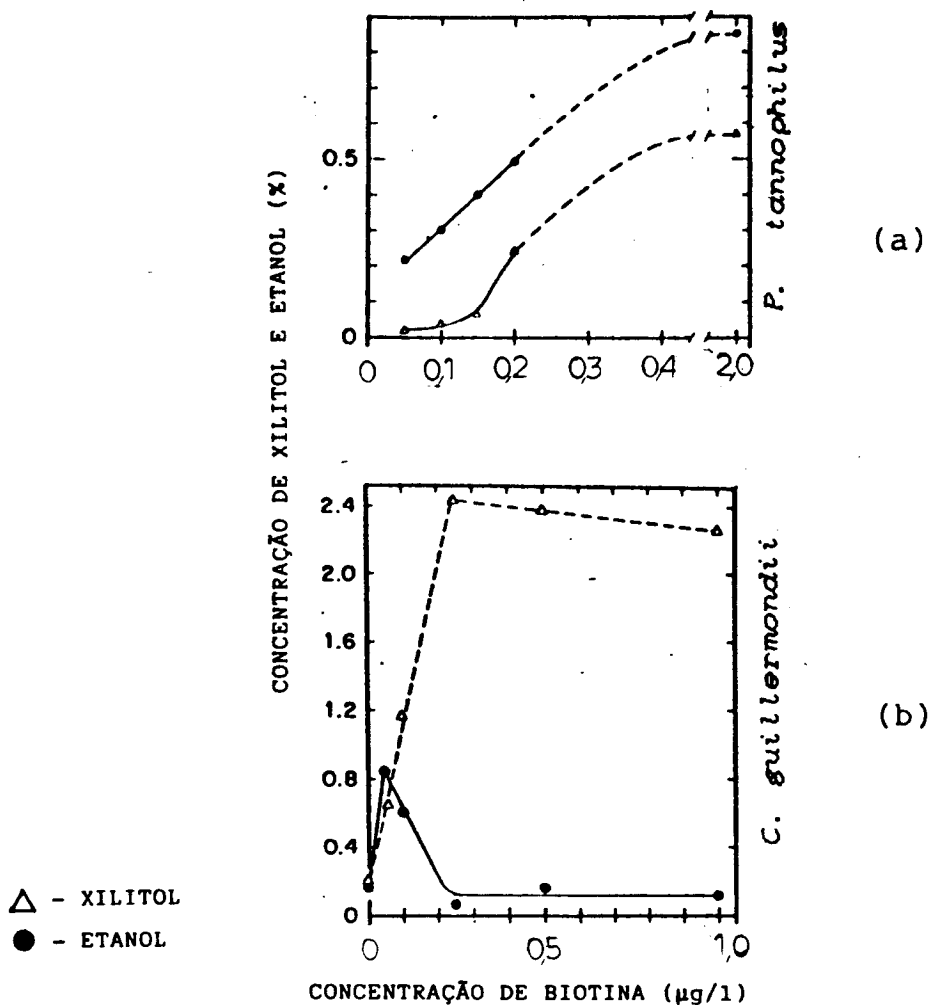 CONCENTRAÇÃO DE XILITOL E ETANOL (%)
0.5
0
0 0,1 0,2 0,3 0,4 2,0
P. tannophilus
(a)
2.4
2.0
1.6
1.2
0.8
0.4
0
0 0,5 1,0
C. guillermondii
(b)
△ - XILITOL
● - ETANOL
CONCENTRAÇÃO DE BIOTINA (µg/l)